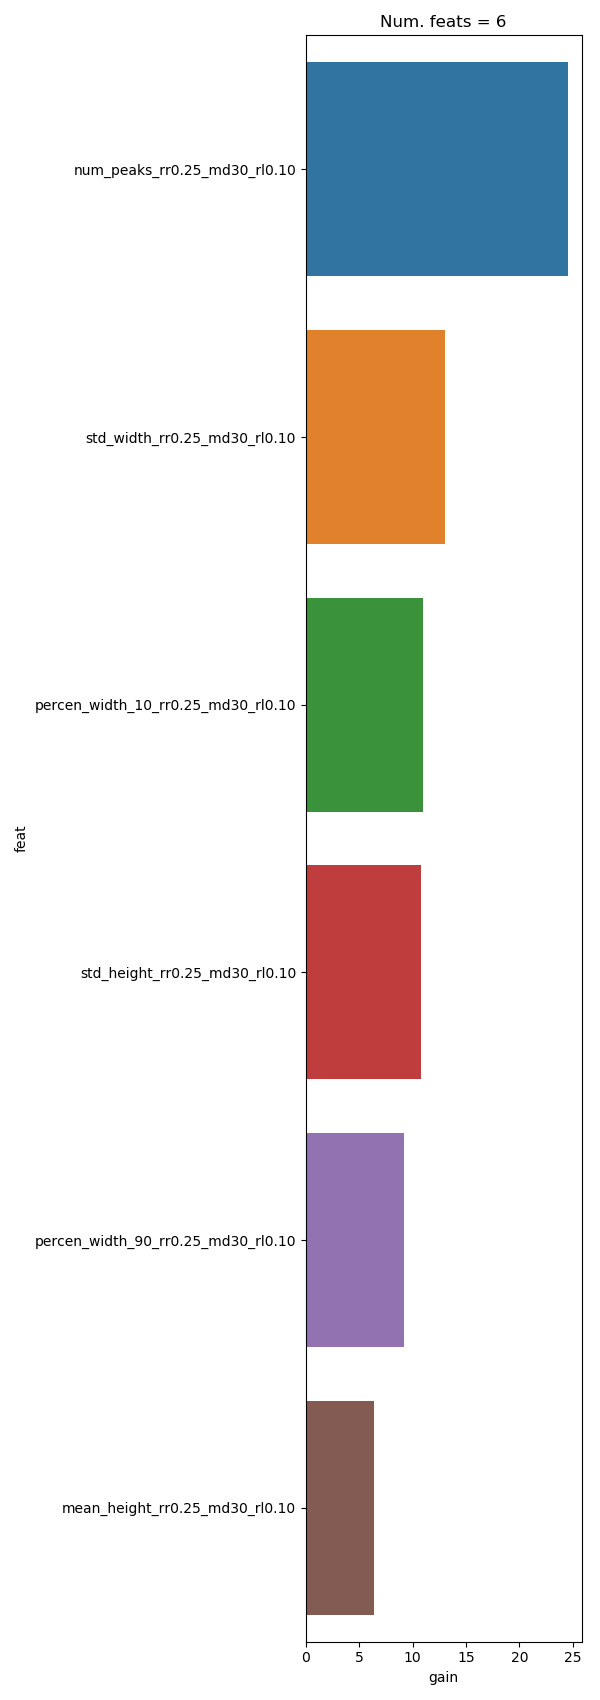 Num. feats = 6
num_peaks_rr0.25_md30_rl0.10
std_width_rr0.25_md30_rl0.10
percen_width_10_rr0.25_md30_rl0.10
feat
std_height_rr0.25_md30_rl0.10
percen_width_90_rr0.25_md30_rl0.10
mean_height_rr0.25_md30_rl0.10
0 5 10 15 20 25
gain